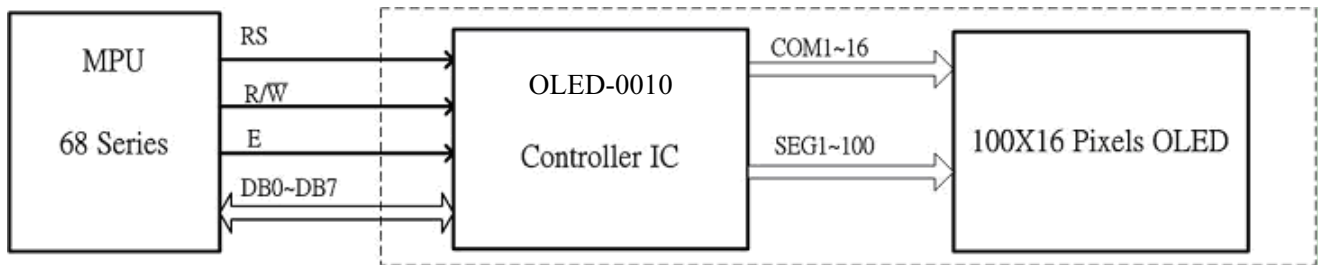 MPU
68 Series
RS
R/W̅
E
DB0~DB7
OLED-0010
Controller IC
COM1~16
SEG1~100
100X16 Pixels OLED